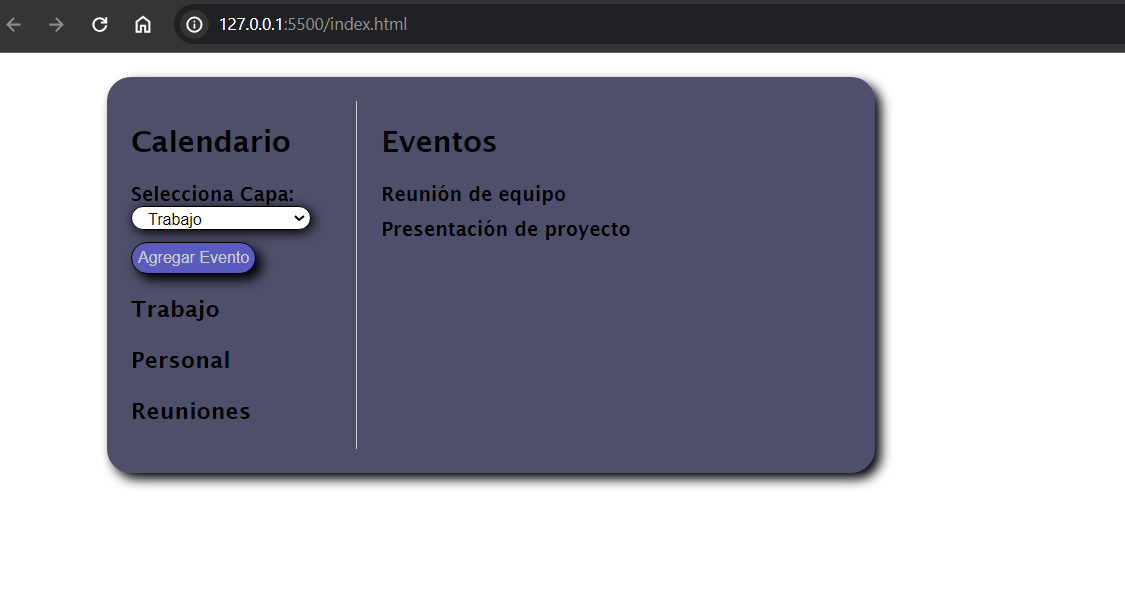 127.0.0.1:5500/index.html
Calendario
Selecciona Capa:
Trabajo
Agregar Evento
Trabajo
Personal
Reuniones
Eventos
Reunión de equipo
Presentación de proyecto